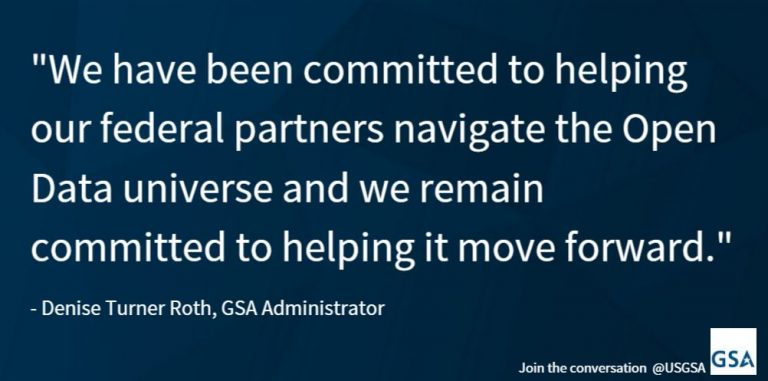 "We have been committed to helping
our federal partners navigate the Open
Data universe and we remain
committed to helping it move forward."
- Denise Turner Roth, GSA Administrator
Join the conversation @USGSA
GSA